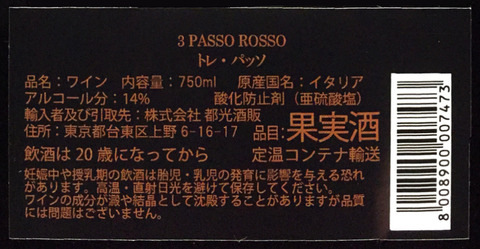 3 PASSO ROSSO
トレ・パッソ
品名：ワイン 内容量：750ml 原産国名：イタリア
アルコール分：14% 酸化防止剤（亜硫酸塩）
輸入者及び引取先：株式会社 都光酒販
住所：東京都台東区上野 6-16-17 品目：果実酒
飲酒は20歳になってから 定温コンテナ輸送
妊娠中や授乳期の飲酒は胎児・乳児の発育に影響を与える恐れ
があります。高温・直射日光を避けて保存してください。
ワインの成分が澱や結晶として沈殿することがありますが品質
には問題はございません。
8 008900 007473